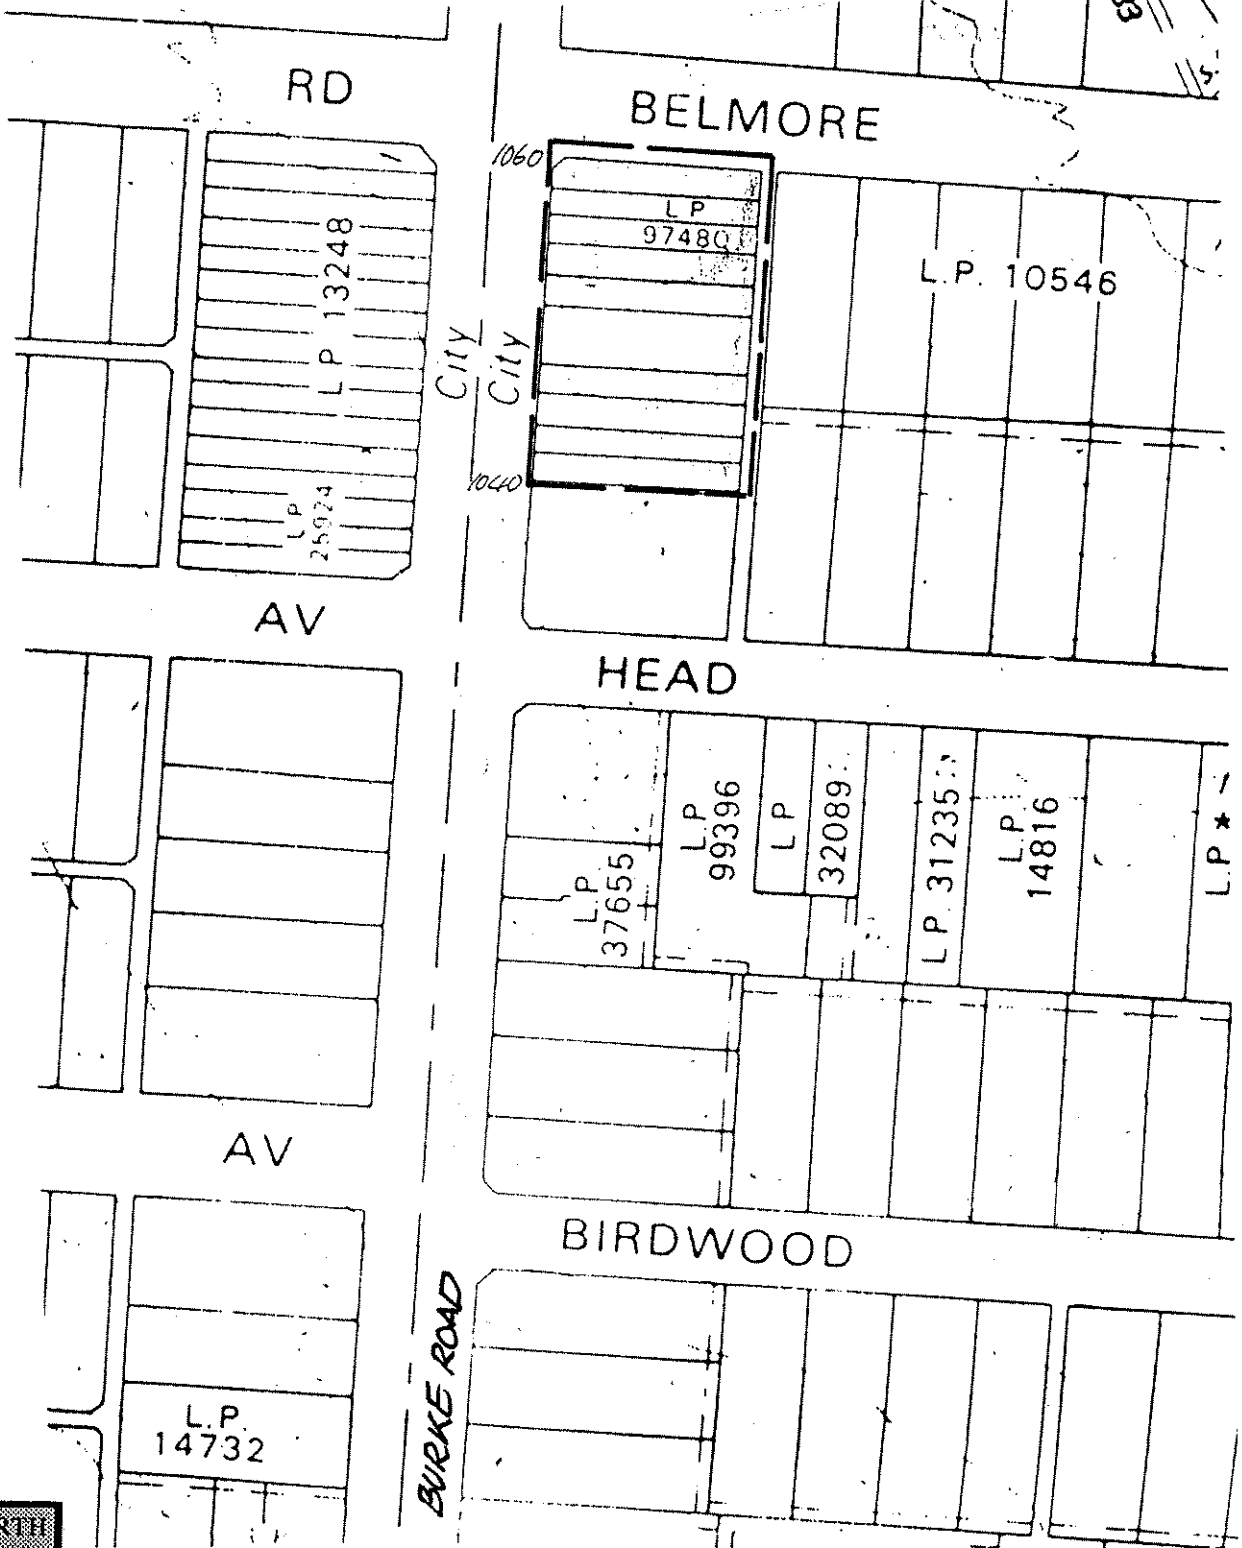 RD
BELMORE
1060
L P
97480
L P 13248
L.P. 10546
City
City
1040
L P
25924
AV
HEAD
L.P.
37655
L.P
99396
L P
32089
L P. 31235
L.P.
14816
L.P ★
AV
BIRDWOOD
BURKE ROAD
L.P.
14732
RTH